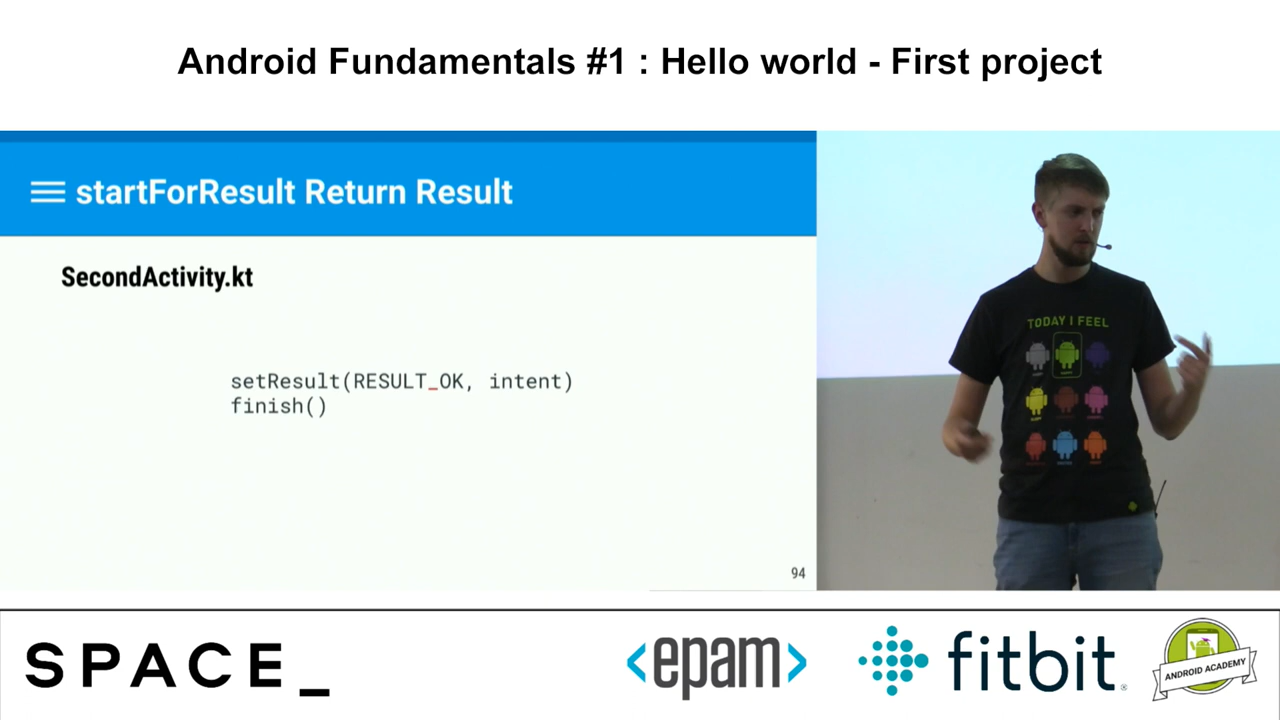 Android Fundamentals #1 : Hello world - First project
startForResult Return Result
SecondActivity.kt
setResult(RESULT_OK, intent)
finish()
94
TODAY I FEEL
SPACE_
<epam>
fitbit®
ANDROID ACADEMY